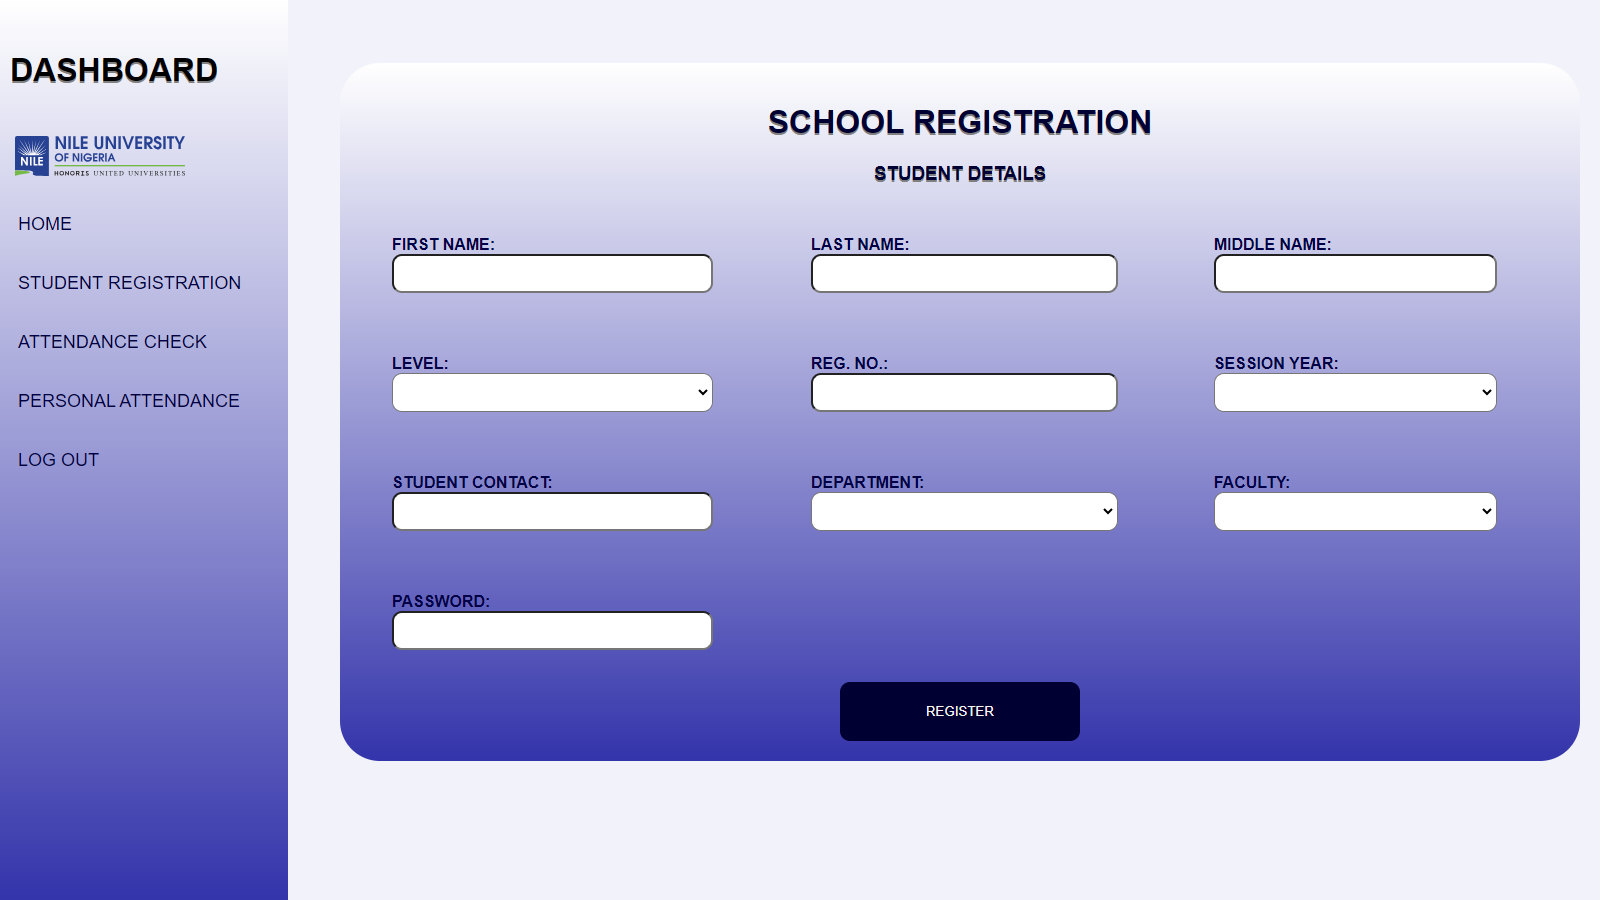 DASHBOARD
NILE UNIVERSITY
OF NIGERIA
NILE
HONORIS UNITED UNIVERSITIES
HOME
STUDENT REGISTRATION
ATTENDANCE CHECK
PERSONAL ATTENDANCE
LOG OUT
SCHOOL REGISTRATION
STUDENT DETAILS
FIRST NAME: LAST NAME: MIDDLE NAME:
LEVEL: REG. NO.: SESSION YEAR:
STUDENT CONTACT: DEPARTMENT: FACULTY:
PASSWORD:
REGISTER